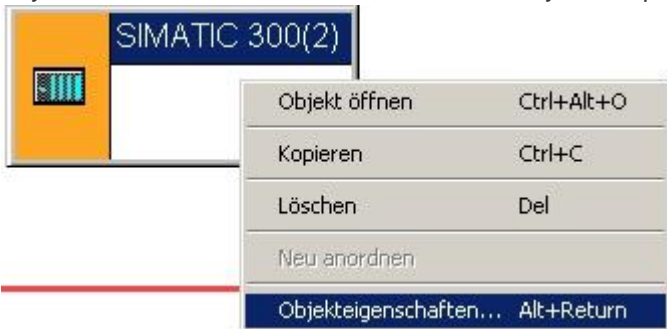 SIMATIC 300(2)
Objekt öffnen Ctrl+Alt+O
Kopieren Ctrl+C
Löschen Del
Neu anordnen
Objekteigenschaften... Alt+Return